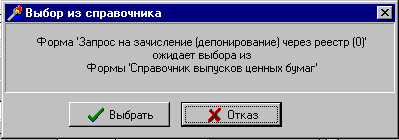 Выбор из справочника
Форма 'Запрос на зачисление (депонирование) через реестр (0)'
ожидает выбора из
Формы 'Справочник выпусков ценных бумаг'
Выбрать
Отказ